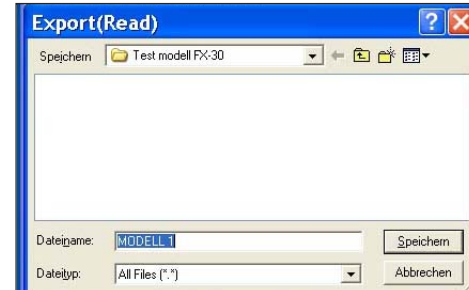 Export(Read)
Speichern Test modell FX-30
Dateiname: MODELL 1 Speichern
Dateityp: All Files (*.*) Abbrechen